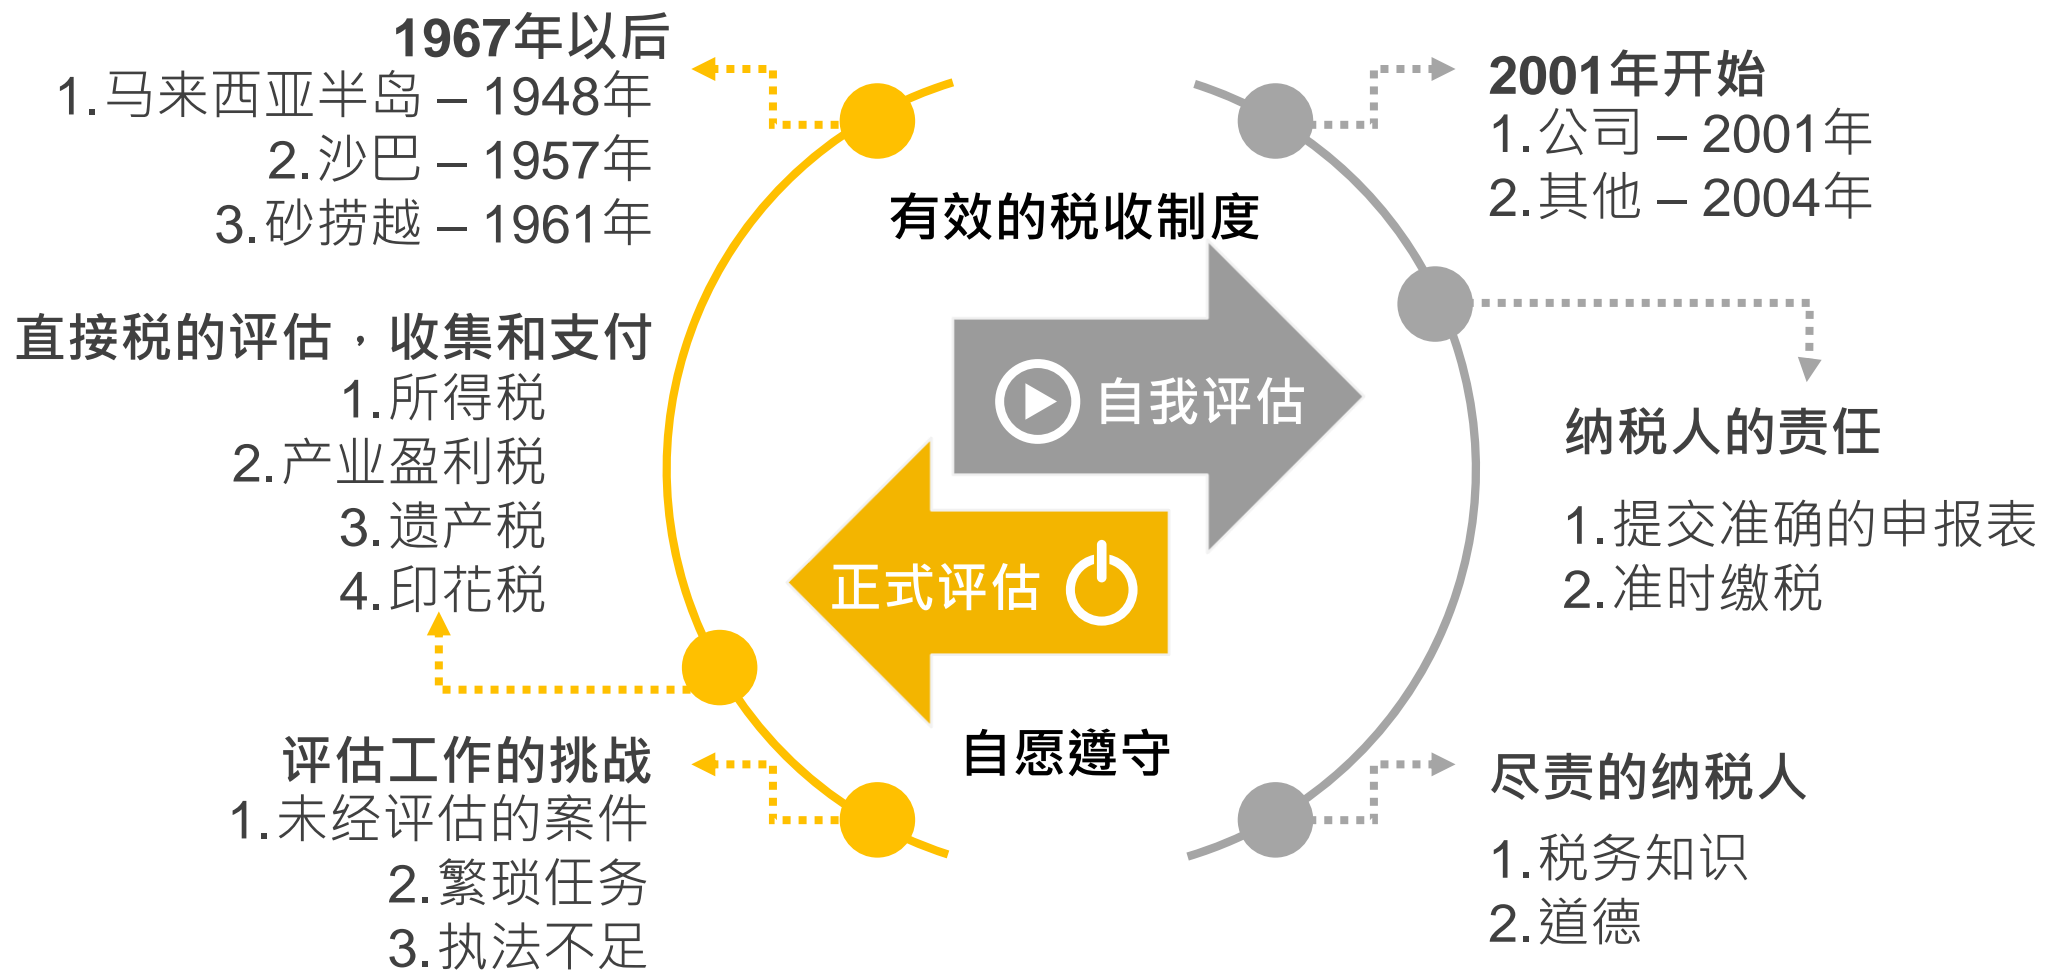 1967年以后
1.马来西亚半岛 – 1948年
2.沙巴 – 1957年
3.砂捞越 – 1961年
直接税的评估，收集和支付
1.所得税
2.产业盈利税
3.遗产税
4.印花税
评估工作的挑战
1.未经评估的案件
2.繁琐任务
3.执法不足
有效的税收制度
自我评估
正式评估
自愿遵守
2001年开始
1.公司 – 2001年
2.其他 – 2004年
纳税人的责任
1.提交准确的申报表
2.准时缴税
尽责的纳税人
1.税务知识
2.道德